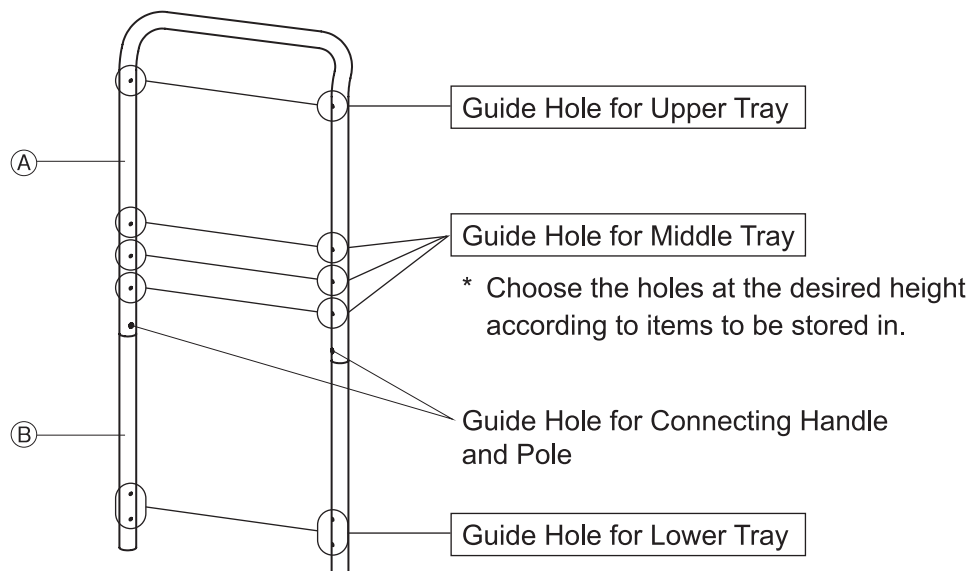 Guide Hole for Upper Tray
Ⓐ
Guide Hole for Middle Tray
* Choose the holes at the desired height
according to items to be stored in.
Guide Hole for Connecting Handle
and Pole
Ⓑ
Guide Hole for Lower Tray